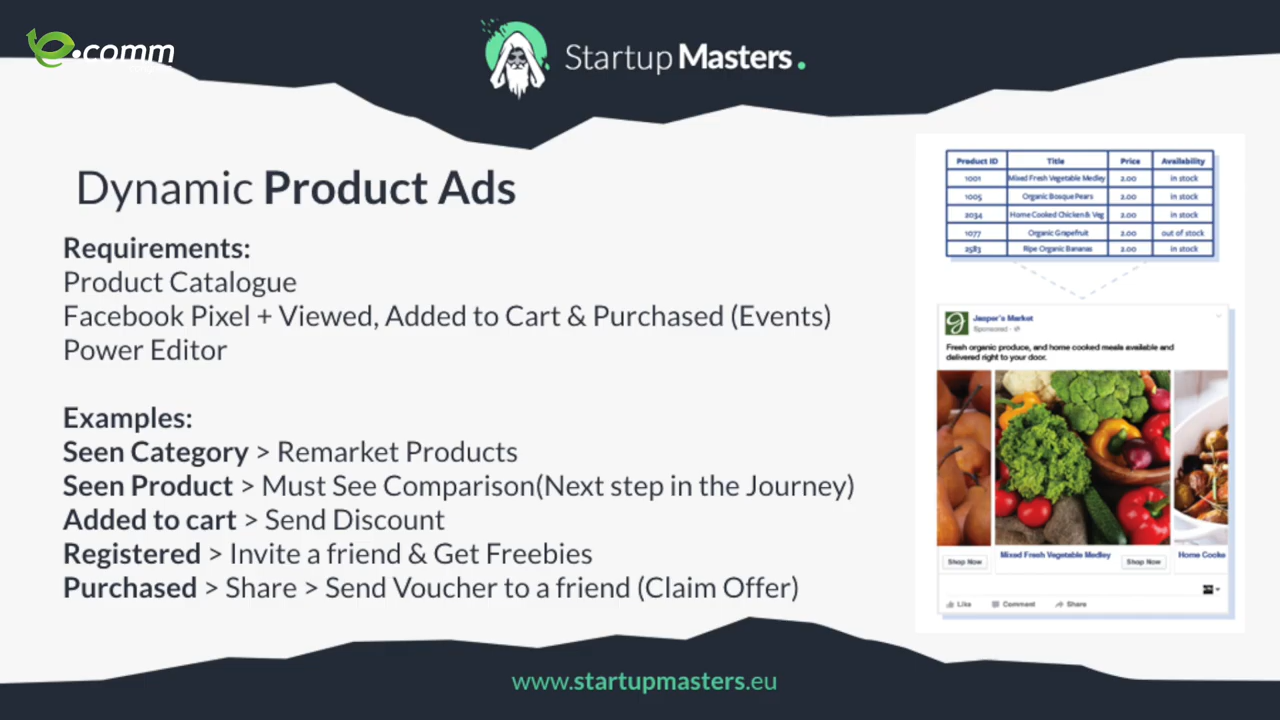 e.comm
Startup Masters.
Dynamic Product Ads
Requirements:
Product Catalogue
Facebook Pixel + Viewed, Added to Cart & Purchased (Events)
Power Editor
Examples:
Seen Category > Remarket Products
Seen Product > Must See Comparison(Next step in the Journey)
Added to cart > Send Discount
Registered > Invite a friend & Get Freebies
Purchased > Share > Send Voucher to a friend (Claim Offer)
Product ID Title Price Availability
1001 Mixed Fresh Vegetable Medley 2.00 in stock
1005 Organic Bosque Pears 2.00 in stock
2034 Home Cooked Chicken & Veg 2.00 in stock
1077 Organic Grapefruit 2.00 out of stock
2583 Ripe Organic Bananas 2.00 in stock
Jasper's Market
Sponsored
Fresh organic produce, and home cooked meals available and
delivered right to your door.
Shop Now Mixed Fresh Vegetable Medley Shop Now Home Cooke
Like Comment Share
www.startupmasters.eu